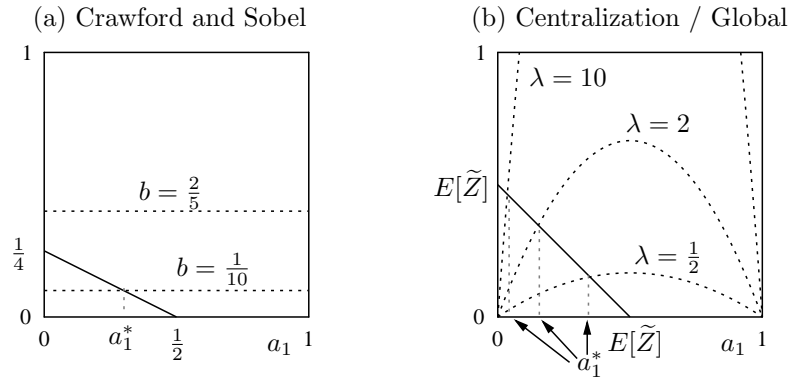 (a) Crawford and Sobel
1
b = 2/5
1/4
b = 1/10
0
0 a₁* 1/2 a₁ 1
(b) Centralization / Global
1
λ = 10
λ = 2
E[Z̃]
λ = 1/2
0
0 E[Z̃] a₁ 1
a₁*